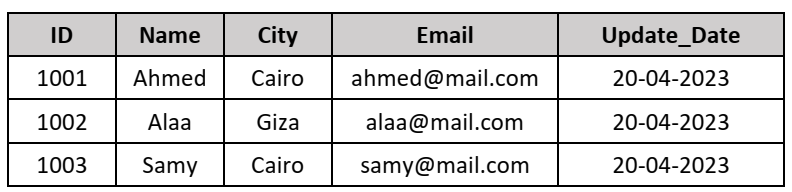 ID Name City Email Update_Date
1001 Ahmed Cairo ahmed@mail.com 20-04-2023
1002 Alaa Giza alaa@mail.com 20-04-2023
1003 Samy Cairo samy@mail.com 20-04-2023